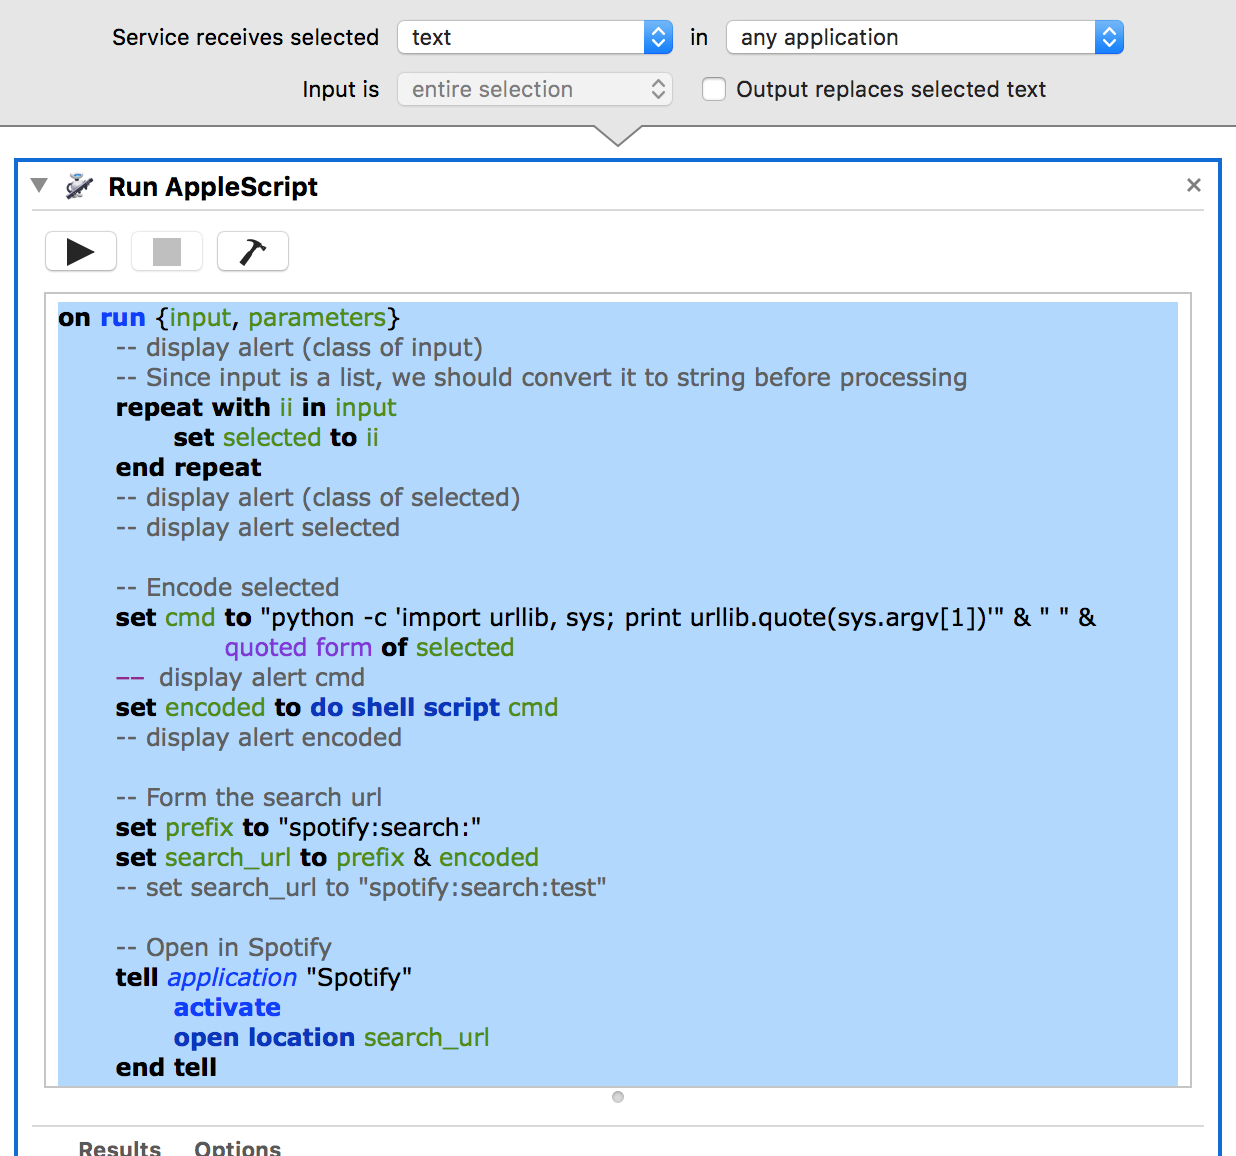 Service receives selected text in any application
Input is entire selection Output replaces selected text
Run AppleScript
on run {input, parameters}
-- display alert (class of input)
-- Since input is a list, we should convert it to string before processing
repeat with ii in input
set selected to ii
end repeat
-- display alert (class of selected)
-- display alert selected
-- Encode selected
set cmd to "python -c 'import urllib, sys; print urllib.quote(sys.argv[1])'" & " " &
quoted form of selected
-- display alert cmd
set encoded to do shell script cmd
-- display alert encoded
-- Form the search url
set prefix to "spotify:search:"
set search_url to prefix & encoded
-- set search_url to "spotify:search:test"
-- Open in Spotify
tell application "Spotify"
activate
open location search_url
end tell
Results Options